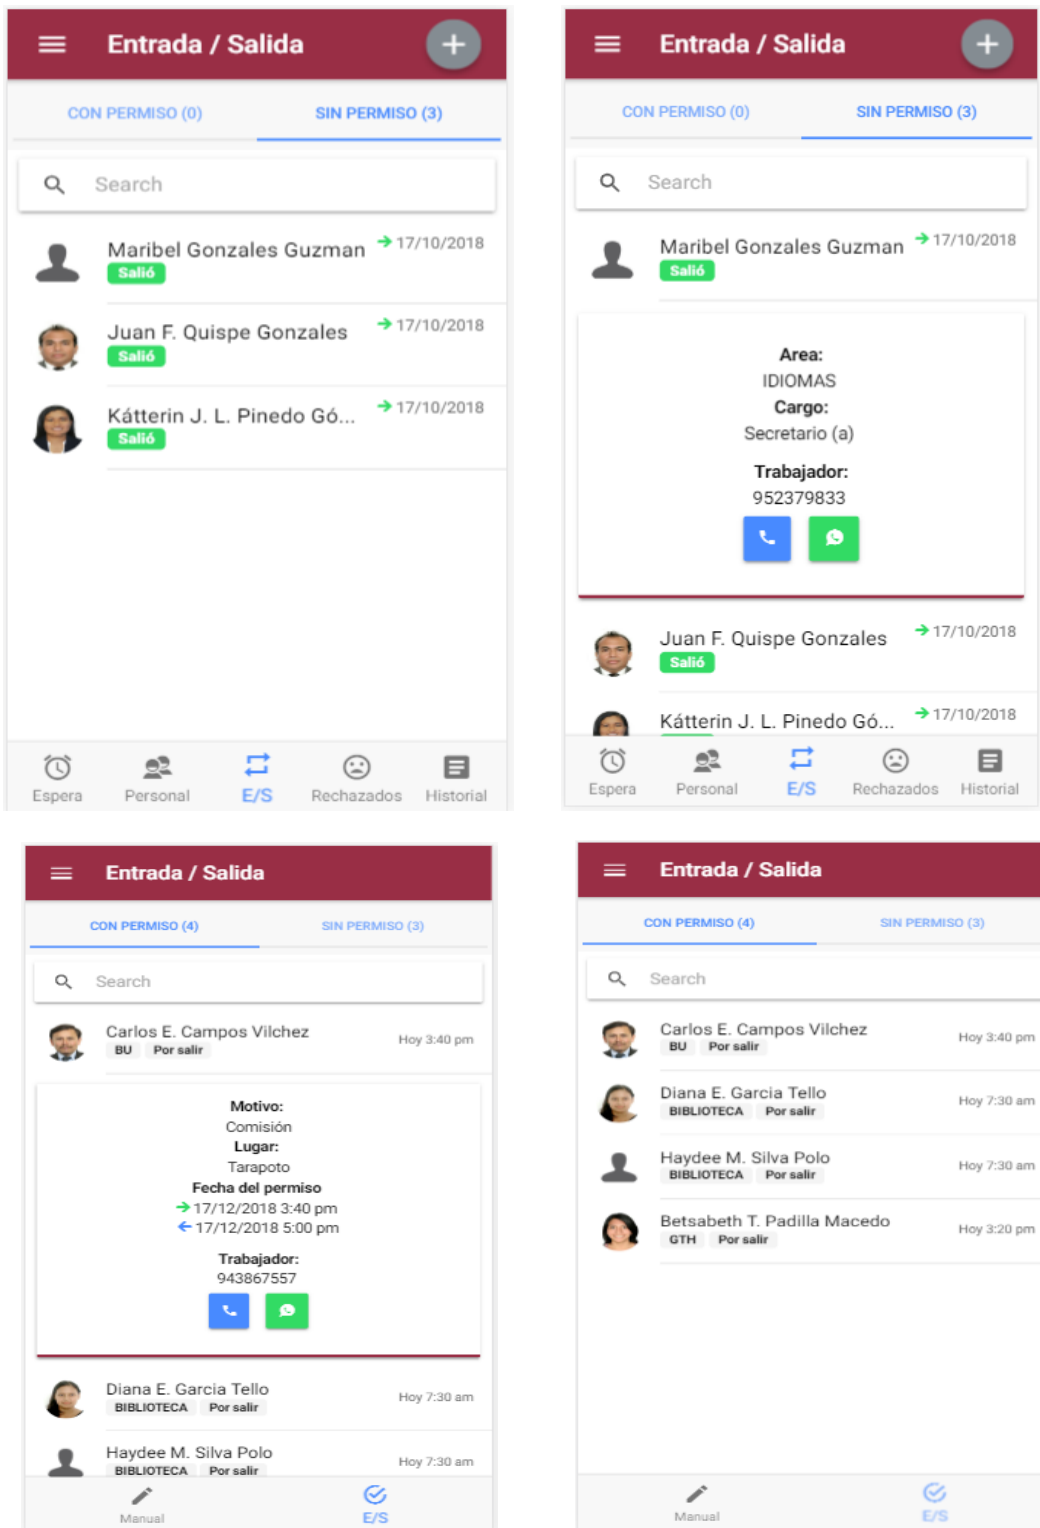 Entrada / Salida
CON PERMISO (0) SIN PERMISO (3)
Search
Maribel Gonzales Guzman 17/10/2018
Salió
Juan F. Quispe Gonzales 17/10/2018
Salió
Kátterin J. L. Pinedo Gó... 17/10/2018
Salió
Espera Personal E/S Rechazados Historial
Entrada / Salida
CON PERMISO (0) SIN PERMISO (3)
Search
Maribel Gonzales Guzman 17/10/2018
Salió
Area:
IDIOMAS
Cargo:
Secretario (a)
Trabajador:
952379833
Juan F. Quispe Gonzales 17/10/2018
Salió
Kátterin J. L. Pinedo Gó... 17/10/2018
Espera Personal E/S Rechazados Historial
Entrada / Salida
CON PERMISO (4) SIN PERMISO (3)
Search
Carlos E. Campos Vilchez Hoy 3:40 pm
BU Por salir
Motivo:
Comisión
Lugar:
Tarapoto
Fecha del permiso
17/12/2018 3:40 pm
17/12/2018 5:00 pm
Trabajador:
943867557
Diana E. Garcia Tello Hoy 7:30 am
BIBLIOTECA Por salir
Haydee M. Silva Polo Hoy 7:30 am
BIBLIOTECA Por salir
Manual E/S
Entrada / Salida
CON PERMISO (4) SIN PERMISO (3)
Search
Carlos E. Campos Vilchez Hoy 3:40 pm
BU Por salir
Diana E. Garcia Tello Hoy 7:30 am
BIBLIOTECA Por salir
Haydee M. Silva Polo Hoy 7:30 am
BIBLIOTECA Por salir
Betsabeth T. Padilla Macedo Hoy 3:20 pm
GTH Por salir
Manual E/S